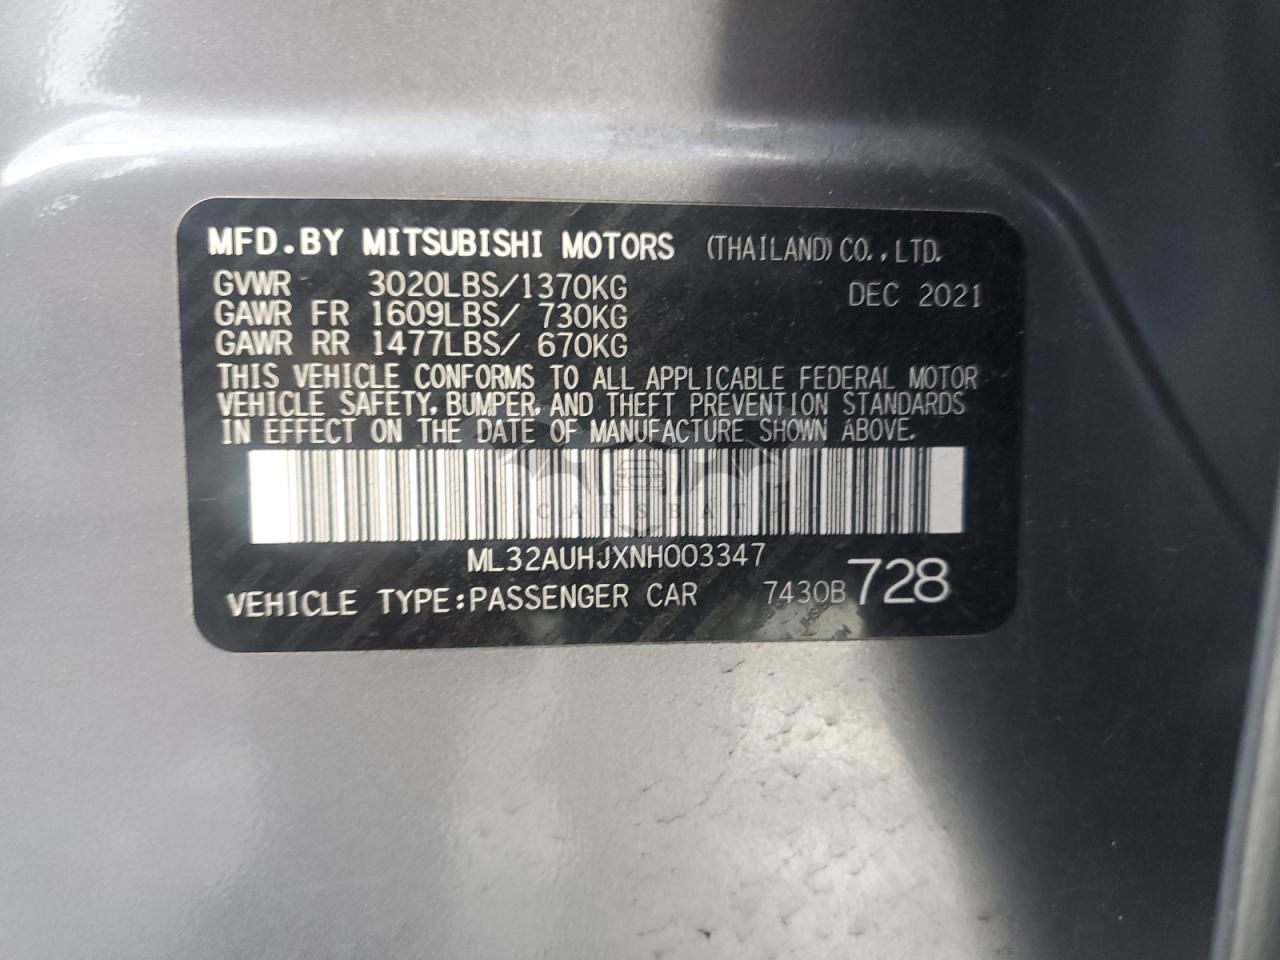 MFD.BY MITSUBISHI MOTORS (THAILAND) CO., LTD.
GVWR 3020LBS/1370KG DEC 2021
GAWR FR 1609LBS/ 730KG
GAWR RR 1477LBS/ 670KG
THIS VEHICLE CONFORMS TO ALL APPLICABLE FEDERAL MOTOR
VEHICLE SAFETY, BUMPER, AND THEFT PREVENTION STANDARDS
IN EFFECT ON THE DATE OF MANUFACTURE SHOWN ABOVE.
CARSBAT
ML32AUHJXNH003347
VEHICLE TYPE:PASSENGER CAR 7430B 728